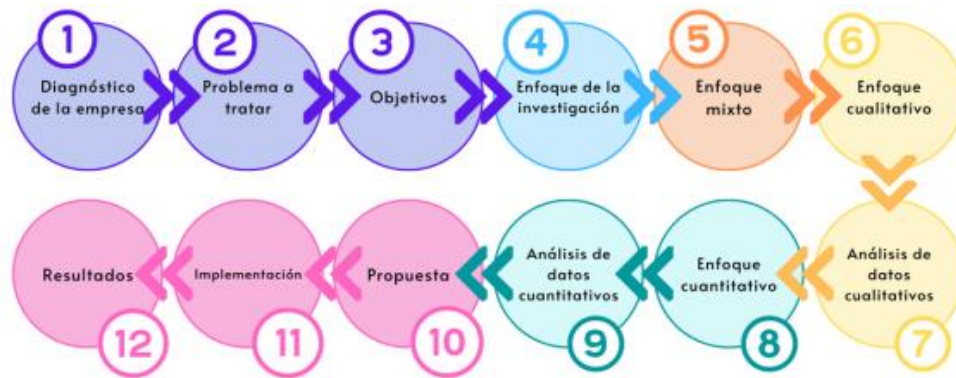 1
Diagnóstico
de la empresa
2
Problema a
tratar
3
Objetivos
4
Enfoque de la
investigación
5
Enfoque
mixto
6
Enfoque
cualitativo
Análisis de
datos
cualitativos
7
Enfoque
cuantitativo
8
Análisis de
datos
cuantitativos
9
Propuesta
10
Implementación
11
Resultados
12